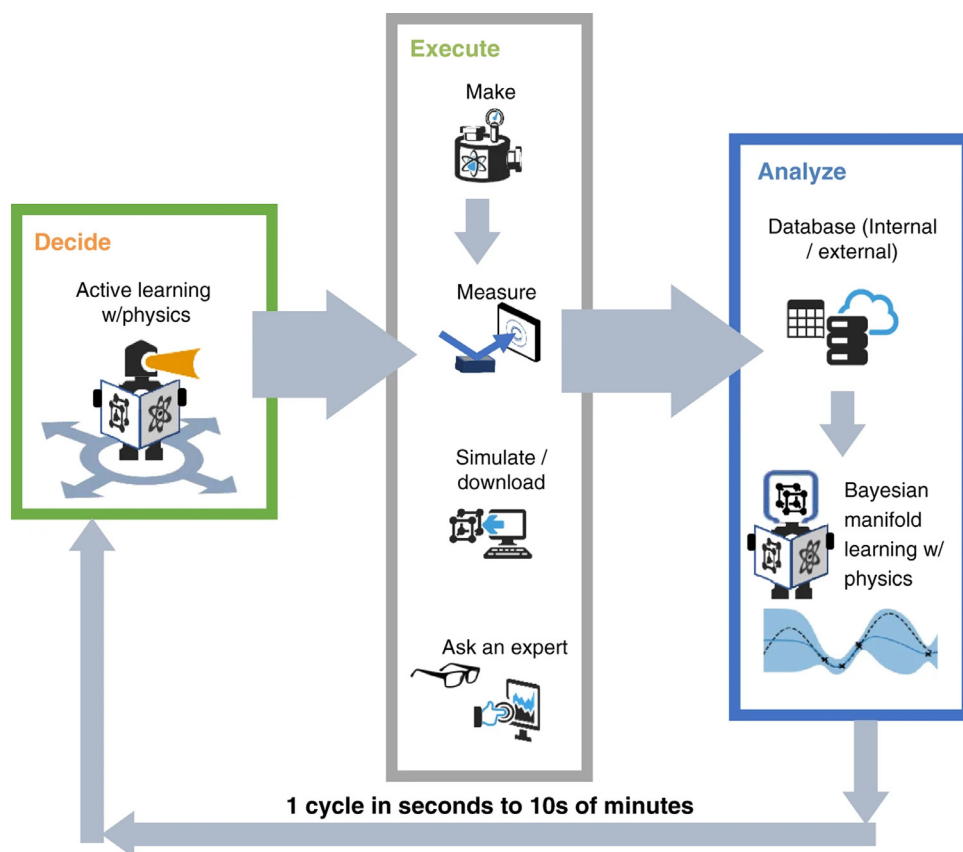 Decide
Active learning
w/physics
Execute
Make
Measure
Simulate /
download
Ask an expert
Analyze
Database (Internal
/ external)
Bayesian
manifold
learning w/
physics
1 cycle in seconds to 10s of minutes